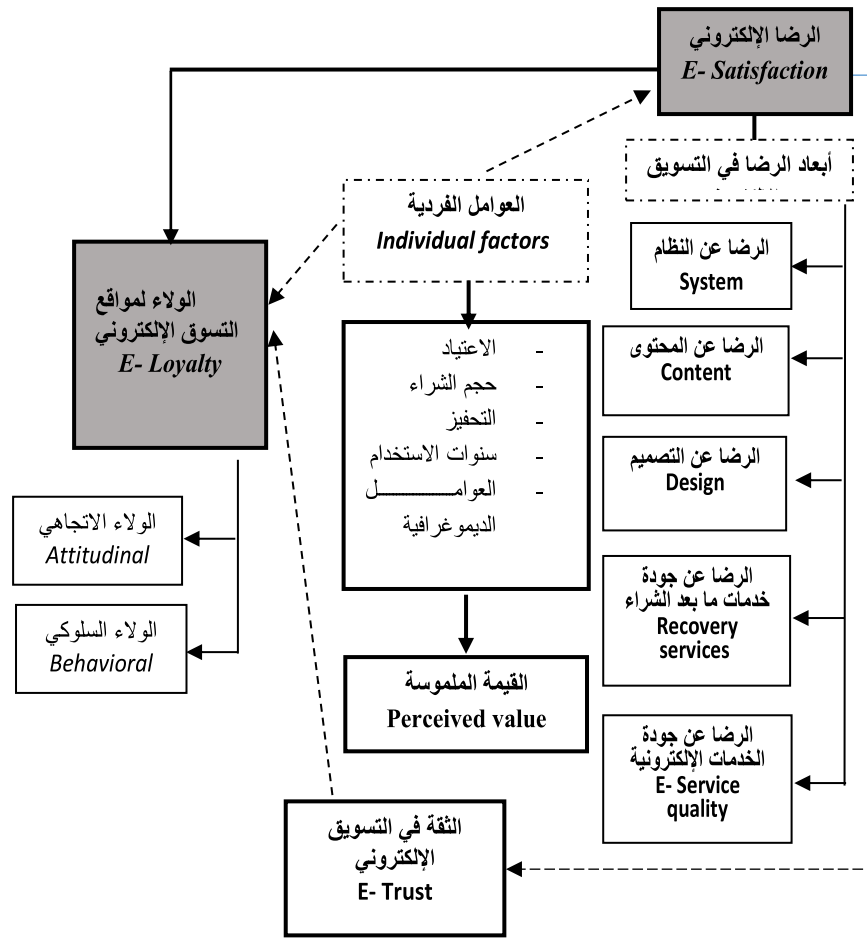 الرضا الإلكتروني
E- Satisfaction
أبعاد الرضا في التسويق
العوامل الفردية
Individual factors
الرضا عن النظام
System
الولاء لمواقع
التسوق الإلكتروني
E- Loyalty
الرضا عن المحتوى
Content
- الاعتياد
- حجم الشراء
- التحفيز
- سنوات الاستخدام
- العوامــــــــــــــل
الديموغرافية
الرضا عن التصميم
Design
الولاء الاتجاهي
Attitudinal
الرضا عن جودة
خدمات ما بعد الشراء
Recovery
services
الولاء السلوكي
Behavioral
القيمة الملموسة
Perceived value
الرضا عن جودة
الخدمات الإلكترونية
E- Service
quality
الثقة في التسويق
الإلكتروني
E- Trust